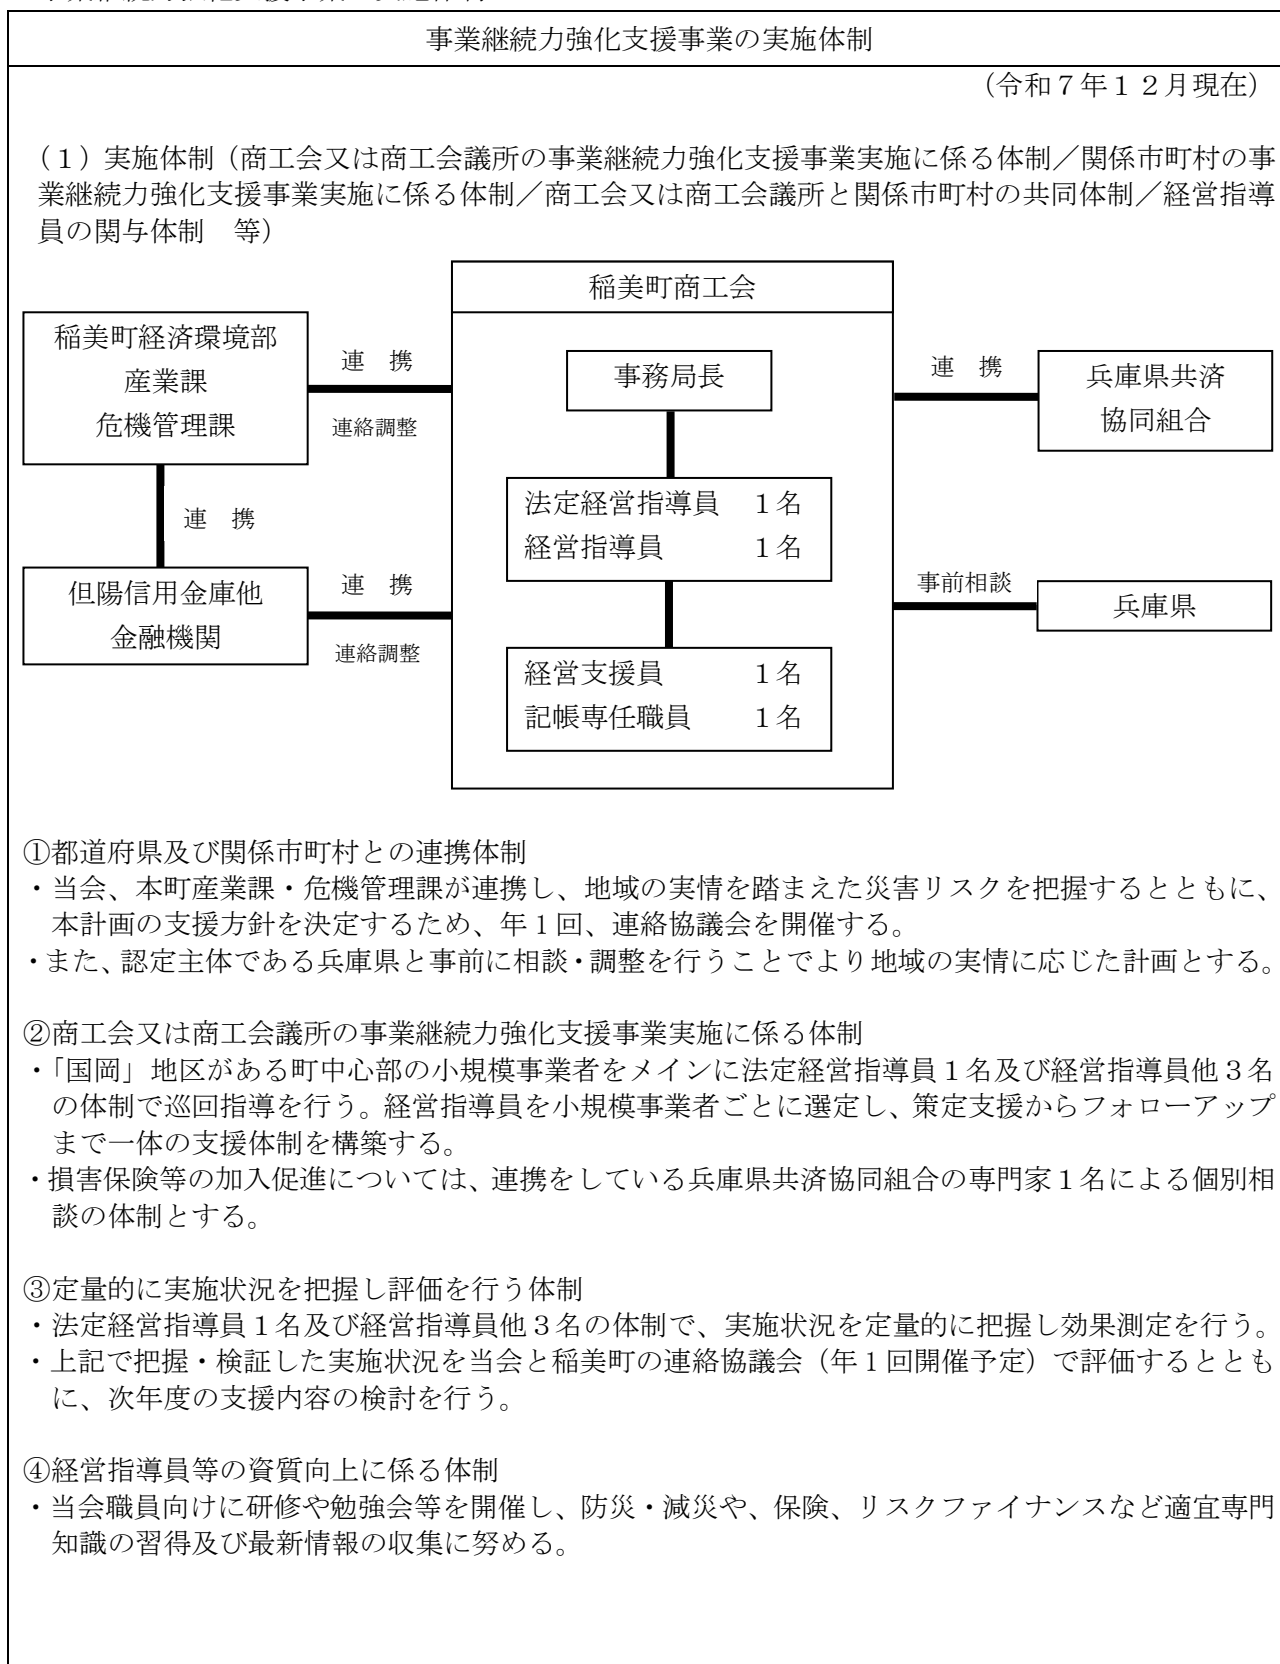 事業継続力強化支援事業の実施体制
（令和７年１２月現在）
（１）実施体制（商工会又は商工会議所の事業継続力強化支援事業実施に係る体制／関係市町村の事
業継続力強化支援事業実施に係る体制／商工会又は商工会議所と関係市町村の共同体制／経営指導
員の関与体制　等）
稲美町商工会
稲美町経済環境部
産業課
危機管理課
連　携
連絡調整
事務局長
連　携
兵庫県共済
協同組合
法定経営指導員　１名
経営指導員　　　１名
連　携
但陽信用金庫他
金融機関
連　携
連絡調整
事前相談
兵庫県
経営支援員　　　１名
記帳専任職員　　１名
①都道府県及び関係市町村との連携体制
・当会、本町産業課・危機管理課が連携し、地域の実情を踏まえた災害リスクを把握するとともに、
本計画の支援方針を決定するため、年１回、連絡協議会を開催する。
・また、認定主体である兵庫県と事前に相談・調整を行うことでより地域の実情に応じた計画とする。
②商工会又は商工会議所の事業継続力強化支援事業実施に係る体制
・「国岡」地区がある町中心部の小規模事業者をメインに法定経営指導員１名及び経営指導員他３名
の体制で巡回指導を行う。経営指導員を小規模事業者ごとに選定し、策定支援からフォローアップ
まで一体の支援体制を構築する。
・損害保険等の加入促進については、連携をしている兵庫県共済協同組合の専門家１名による個別相
談の体制とする。
③定量的に実施状況を把握し評価を行う体制
・法定経営指導員１名及び経営指導員他３名の体制で、実施状況を定量的に把握し効果測定を行う。
・上記で把握・検証した実施状況を当会と稲美町の連絡協議会（年１回開催予定）で評価するととも
に、次年度の支援内容の検討を行う。
④経営指導員等の資質向上に係る体制
・当会職員向けに研修や勉強会等を開催し、防災・減災や、保険、リスクファイナンスなど適宜専門
知識の習得及び最新情報の収集に努める。